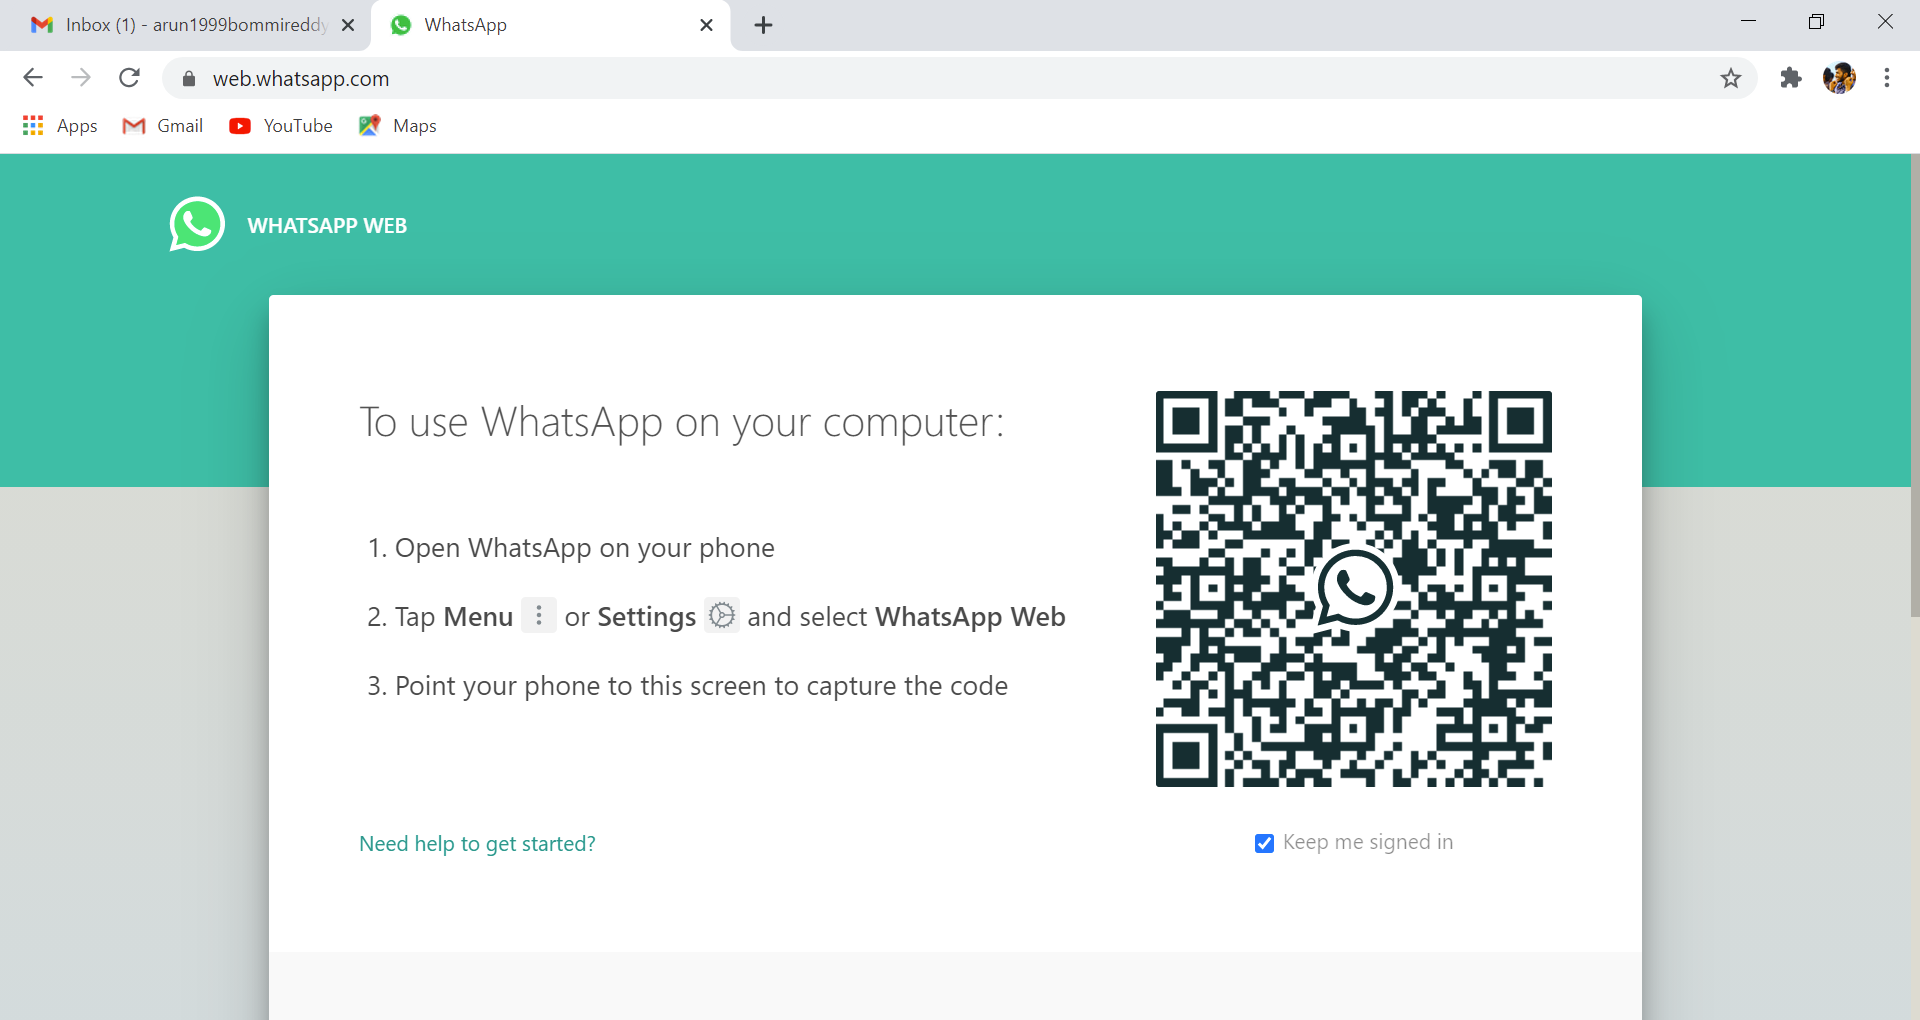 Inbox (1) - arun1999bommireddy
WhatsApp
web.whatsapp.com
Apps
Gmail
YouTube
Maps
WHATSAPP WEB
To use WhatsApp on your computer:
1. Open WhatsApp on your phone
2. Tap Menu or Settings and select WhatsApp Web
3. Point your phone to this screen to capture the code
Need help to get started?
Keep me signed in